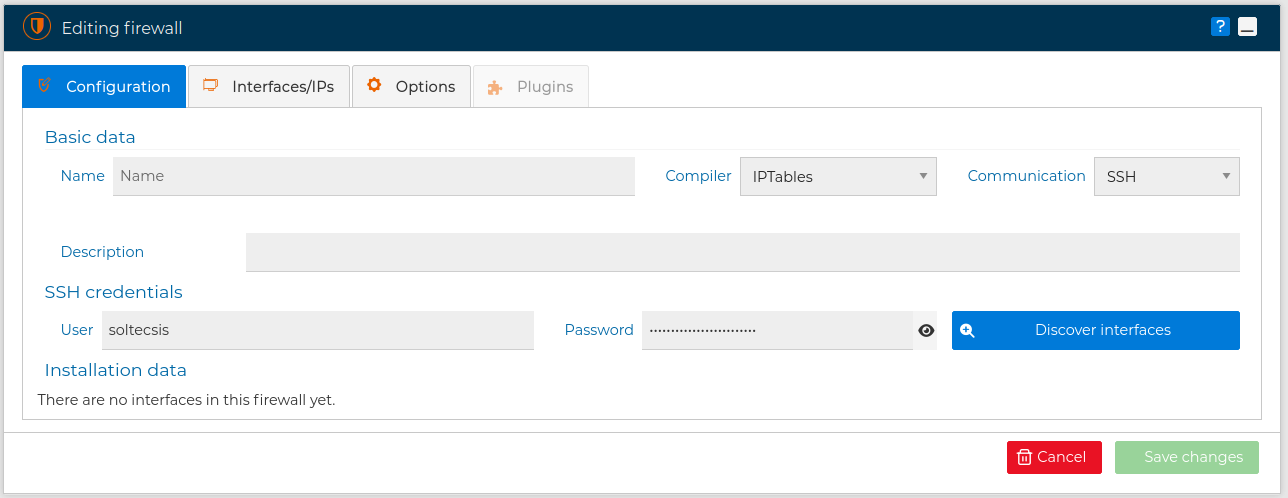 Editing firewall
?
Configuration Interfaces/IPs Options Plugins
Basic data
Name Name Compiler IPTables Communication SSH
Description
SSH credentials
User soltecsis Password ························· Discover interfaces
Installation data
There are no interfaces in this firewall yet.
Cancel Save changes